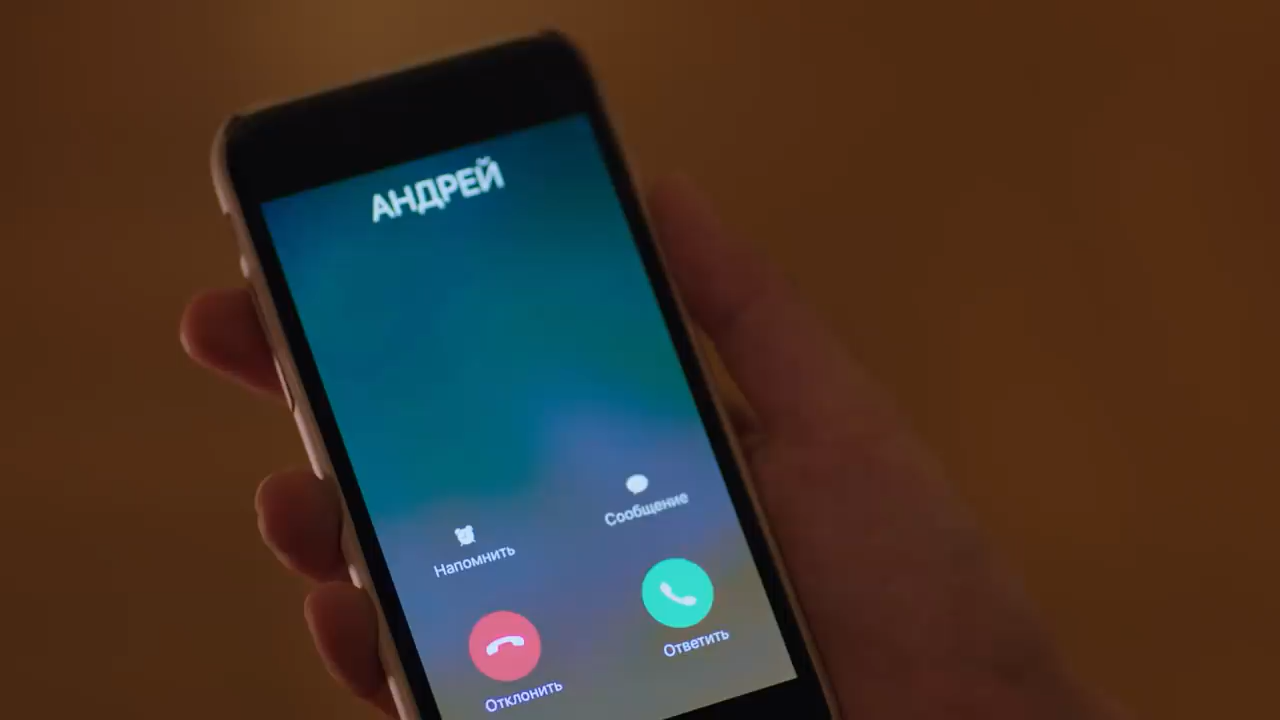 АНДРЕЙ
Напомнить
Сообщение
Отклонить
Ответить